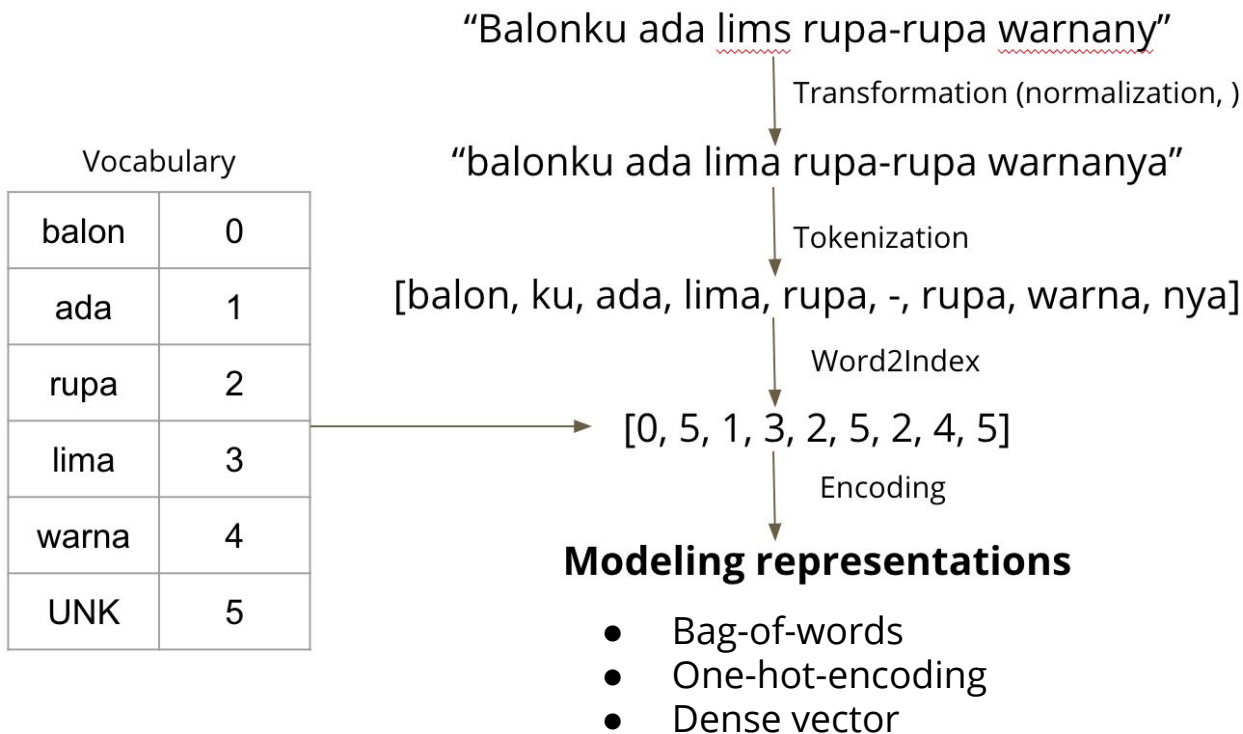 “Balonku ada lims rupa-rupa warnany”
Transformation (normalization, )
“balonku ada lima rupa-rupa warnanya”
Tokenization
[balon, ku, ada, lima, rupa, -, rupa, warna, nya]
Word2Index
[0, 5, 1, 3, 2, 5, 2, 4, 5]
Encoding
Modeling representations
● Bag-of-words
● One-hot-encoding
● Dense vector
Vocabulary
balon 0
ada 1
rupa 2
lima 3
warna 4
UNK 5